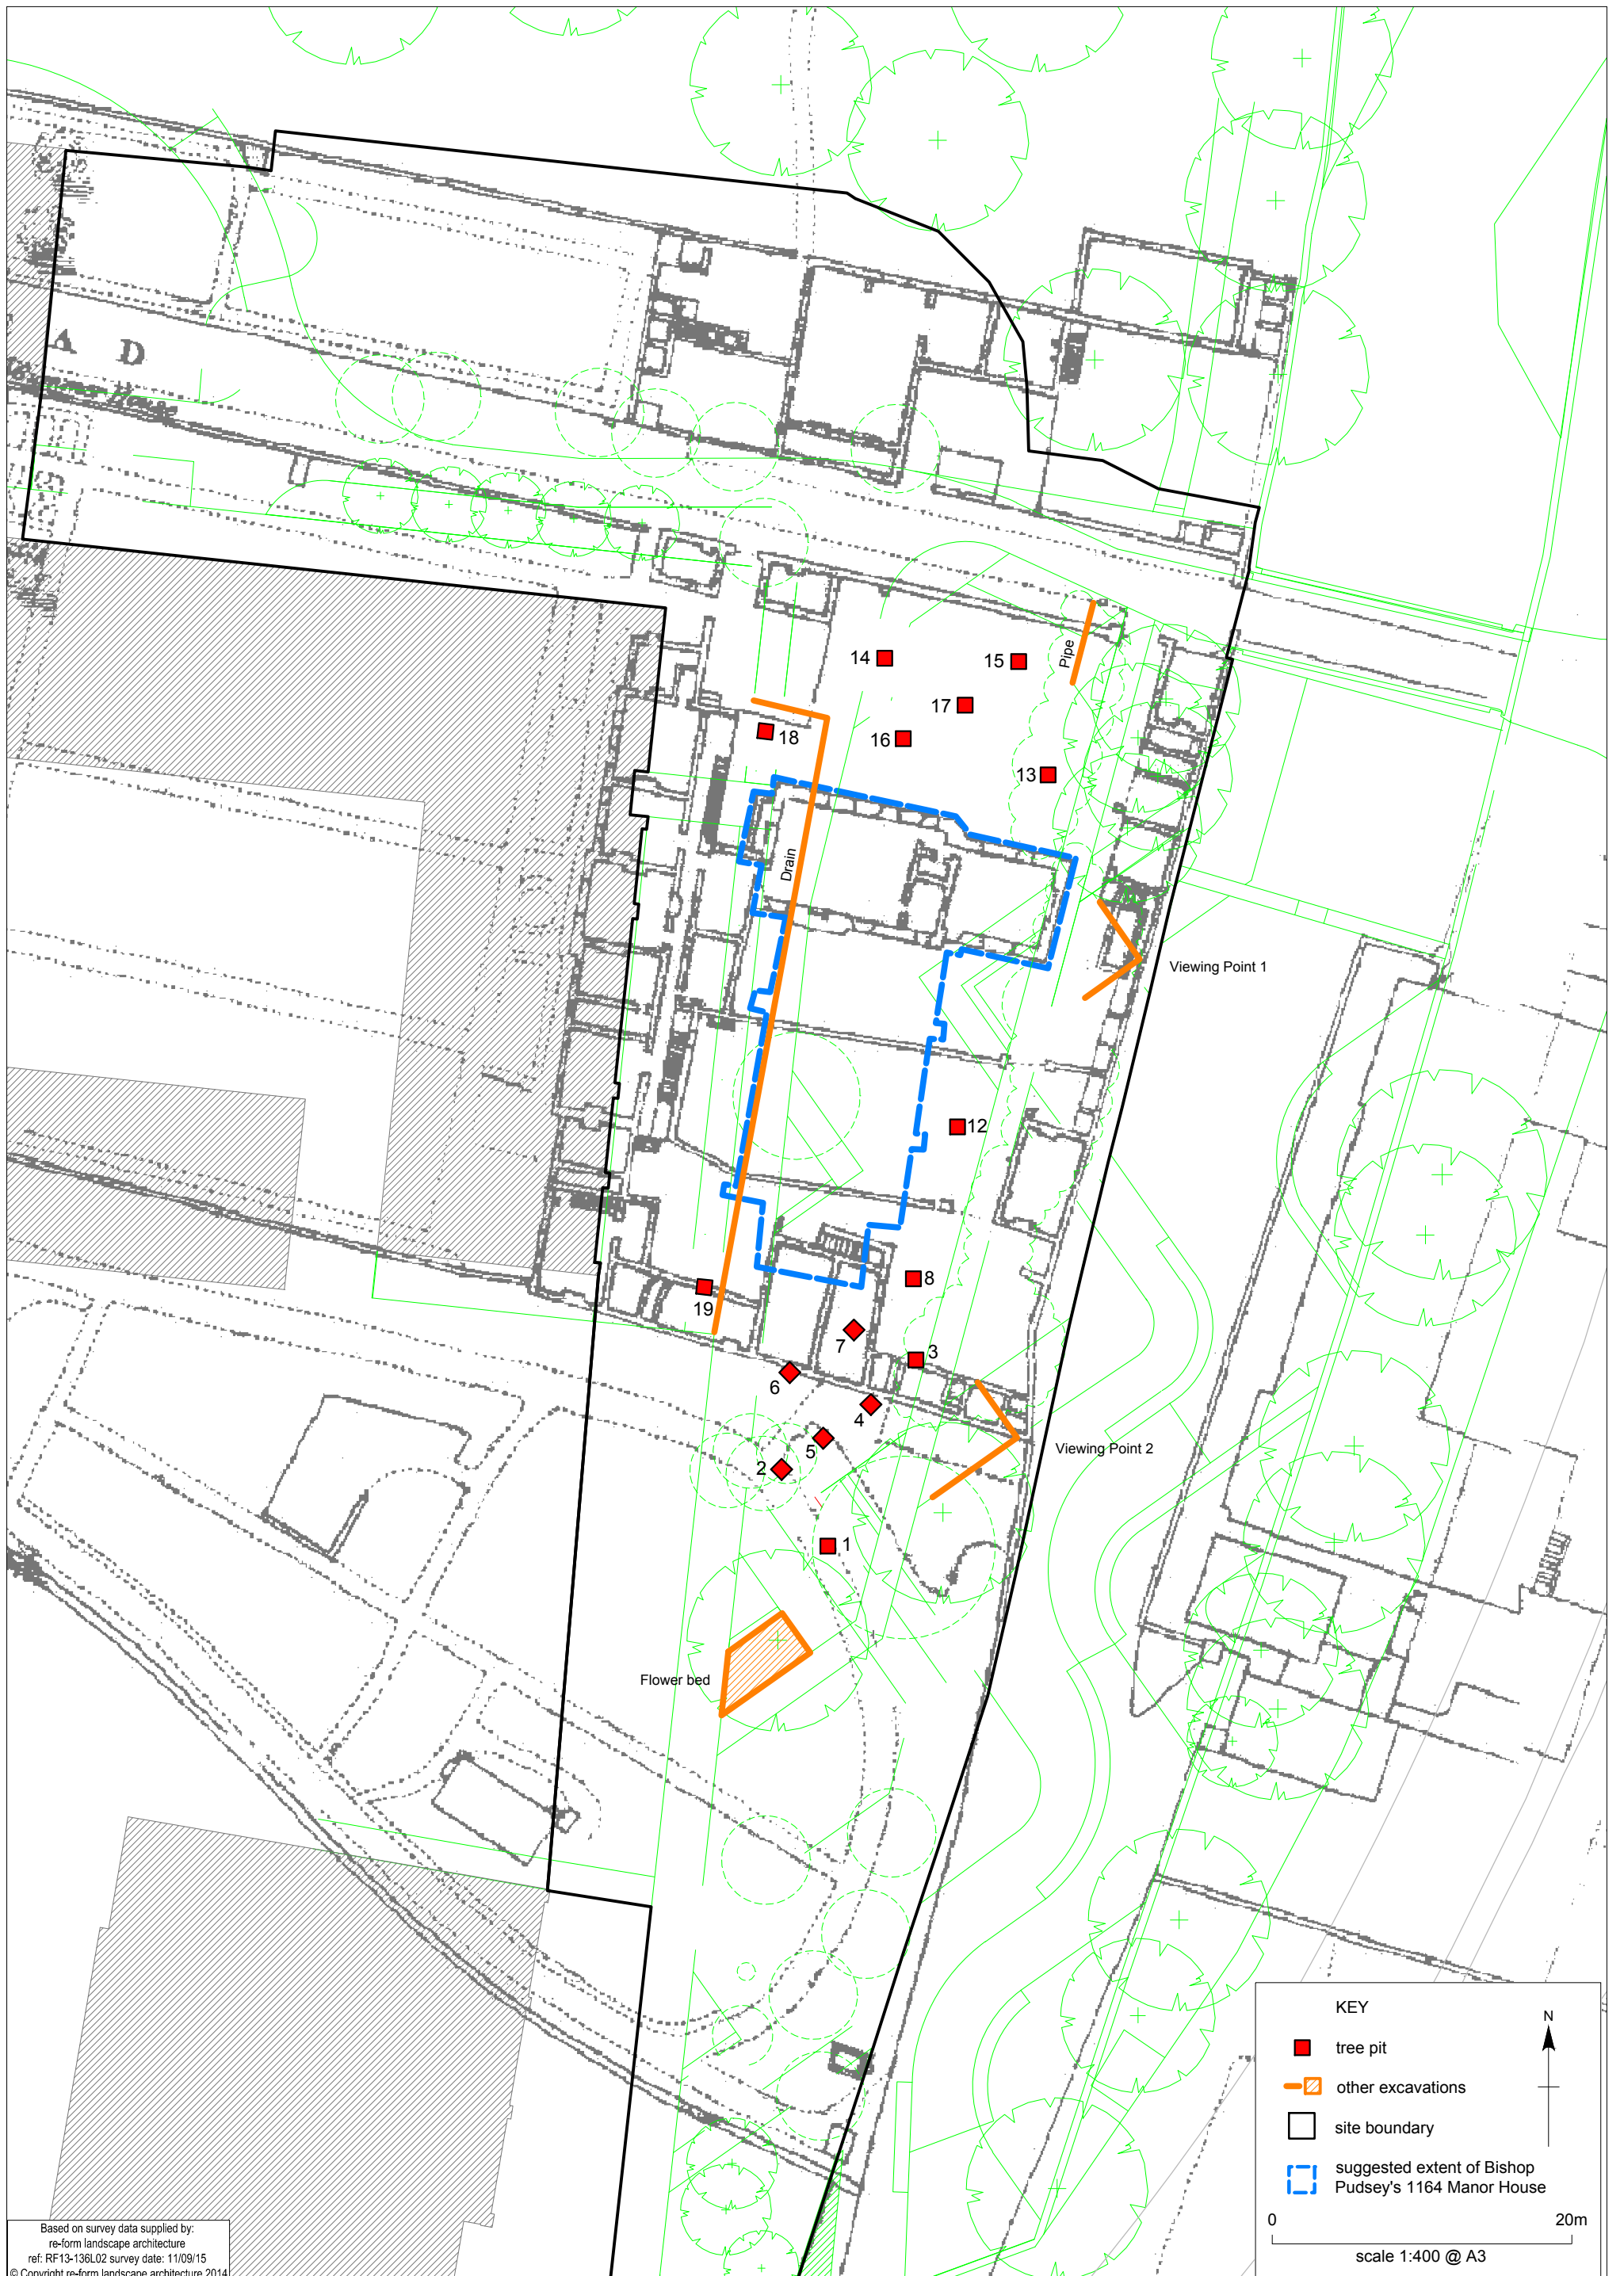 A D
14
15
Pipe
17
18
16
13
Drain
Viewing Point 1
12
8
19
7
3
6
4
5
Viewing Point 2
2
1
Flower bed
KEY
N
tree pit
other excavations
site boundary
suggested extent of Bishop
Pudsey's 1164 Manor House
0 20m
scale 1:400 @ A3
Based on survey data supplied by:
re-form landscape architecture
ref: RF13-136L02 survey date: 11/09/15
© Copyright re-form landscape architecture 2014